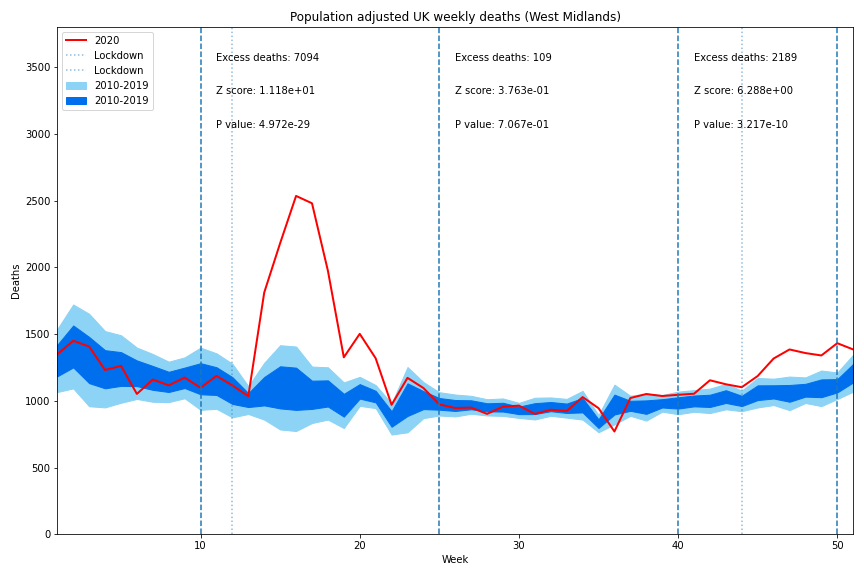 Population adjusted UK weekly deaths (West Midlands)
2020
Lockdown
Lockdown
2010-2019
2010-2019
Excess deaths: 7094
Z score: 1.118e+01
P value: 4.972e-29
Excess deaths: 109
Z score: 3.763e-01
P value: 7.067e-01
Excess deaths: 2189
Z score: 6.288e+00
P value: 3.217e-10
Deaths
3500
3000
2500
2000
1500
1000
500
0
10
20
30
40
50
Week